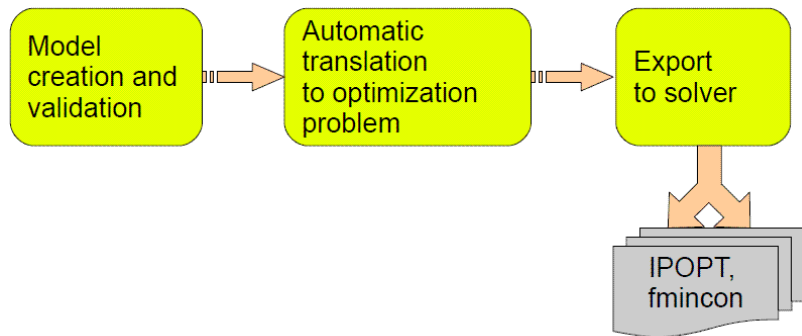 Model
creation and
validation
Automatic
translation
to optimization
problem
Export
to solver
IPOPT,
fmincon